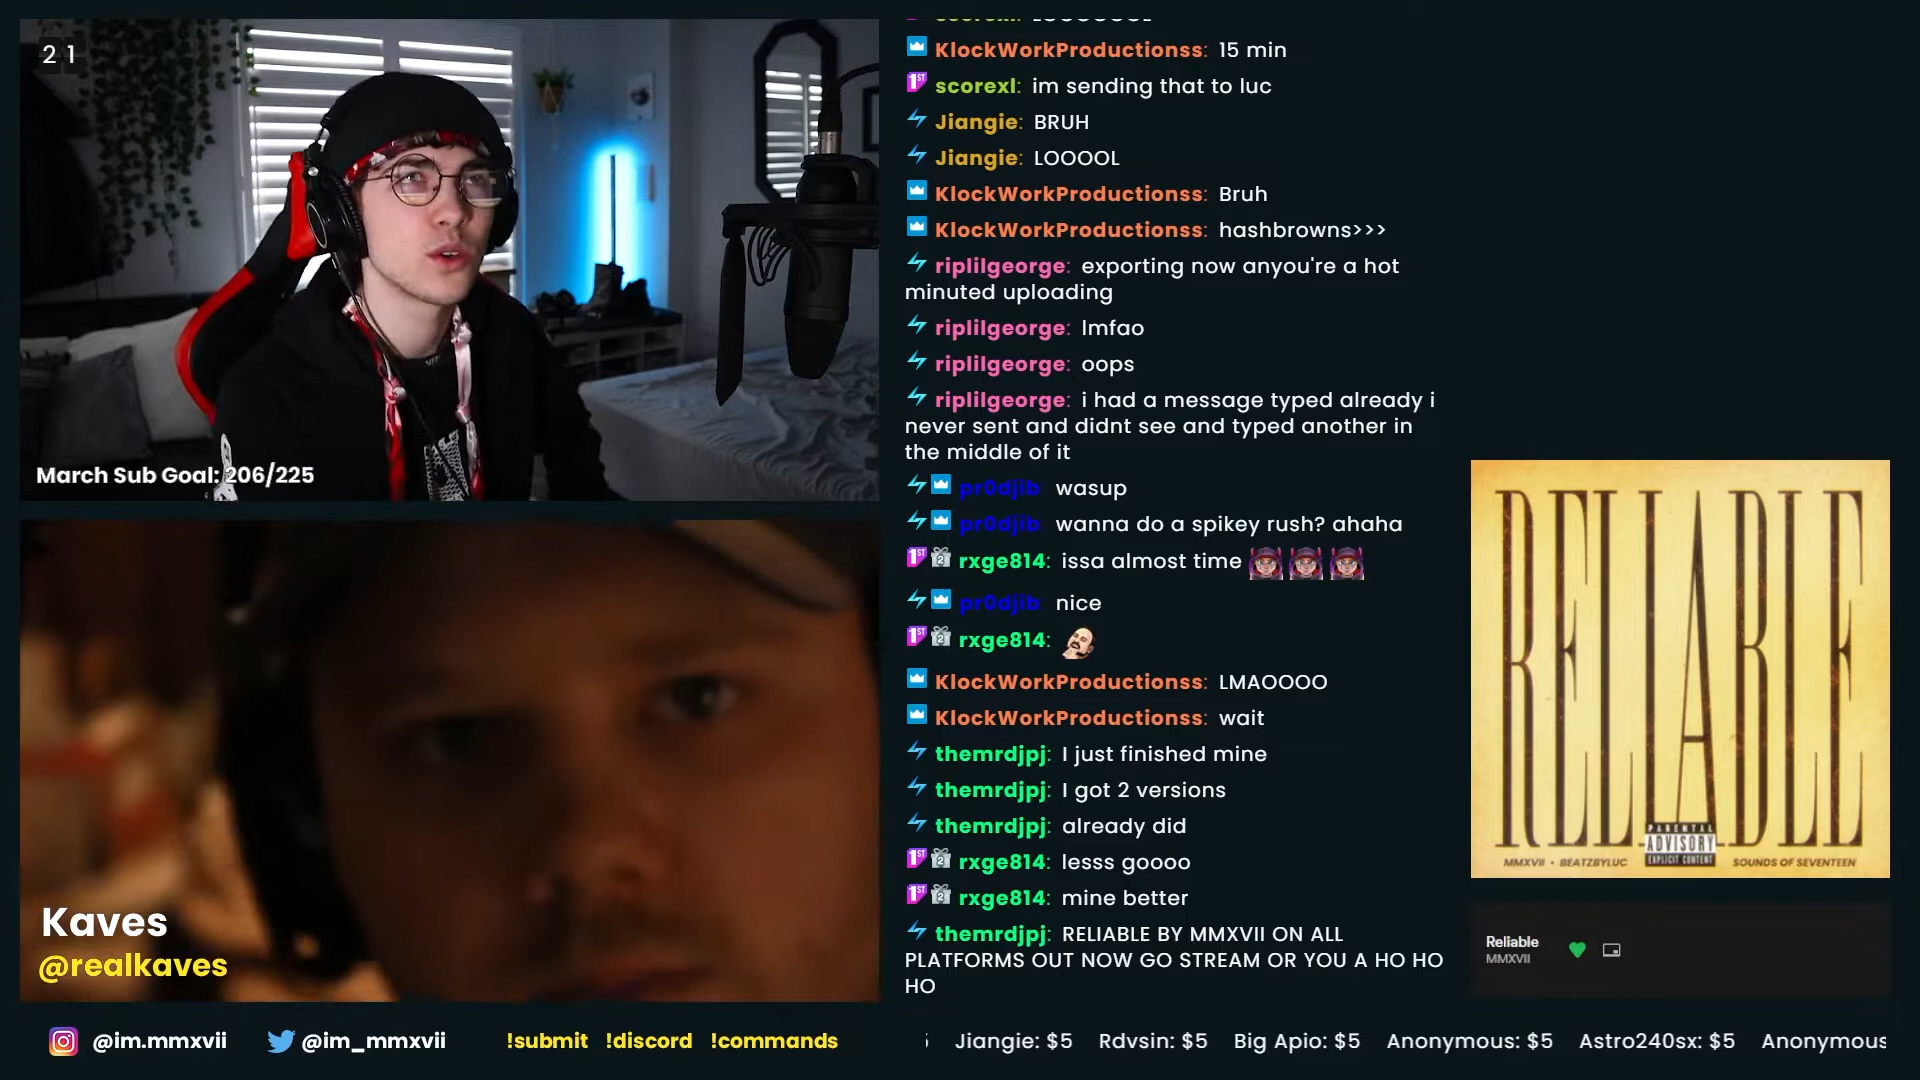 21
March Sub Goal: 206/225
Kaves
@realkaves
@im.mmxvii
@im_mmxvii
!submit !discord !commands
KlockWorkProductionss: 15 min
scorexl: im sending that to luc
Jiangie: BRUH
Jiangie: LOOOOL
KlockWorkProductionss: Bruh
KlockWorkProductionss: hashbrowns>>>
riplilgeorge: exporting now anyou're a hot
minuted uploading
riplilgeorge: lmfao
riplilgeorge: oops
riplilgeorge: i had a message typed already i
never sent and didnt see and typed another in
the middle of it
pr0djib: wasup
pr0djib: wanna do a spikey rush? ahaha
rxge814: issa almost time
pr0djib: nice
rxge814:
KlockWorkProductionss: LMAOOOO
KlockWorkProductionss: wait
themrdjpj: I just finished mine
themrdjpj: I got 2 versions
themrdjpj: already did
rxge814: lesss goooo
rxge814: mine better
themrdjpj: RELIABLE BY MMXVII ON ALL
PLATFORMS OUT NOW GO STREAM OR YOU A HO HO
HO
RELIABLE
PARENTAL
ADVISORY
EXPLICIT CONTENT
MMXVII • BEATZBYLUC
SOUNDS OF SEVENTEEN
Reliable
MMXVII
Jiangie: $5 Rdvsin: $5 Big Apio: $5 Anonymous: $5 Astro240sx: $5 Anonymous